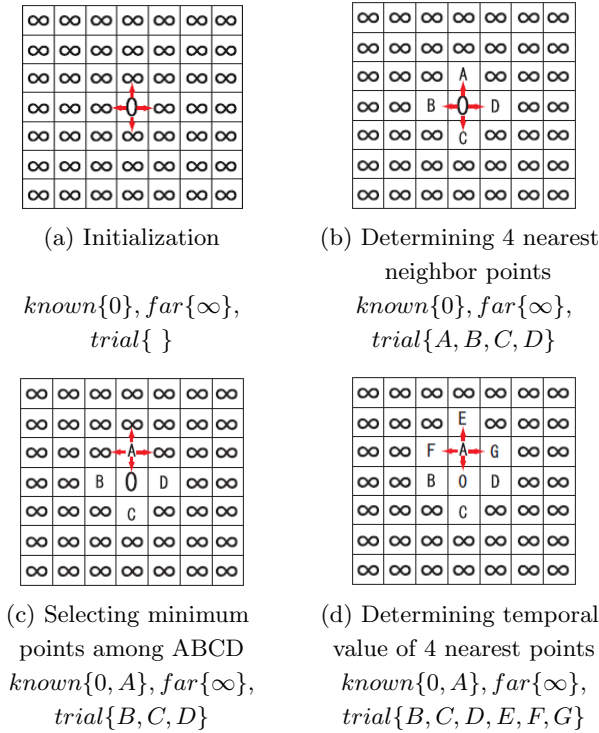 ∞ ∞ ∞ ∞ ∞ ∞ ∞
∞ ∞ ∞ ∞ ∞ ∞ ∞
∞ ∞ ∞ ∞ ∞ ∞ ∞
∞ ∞ ∞ 0 ∞ ∞ ∞
∞ ∞ ∞ ∞ ∞ ∞ ∞
∞ ∞ ∞ ∞ ∞ ∞ ∞
∞ ∞ ∞ ∞ ∞ ∞ ∞
(a) Initialization
known{0}, far{∞},
trial{ }
∞ ∞ ∞ ∞ ∞ ∞ ∞
∞ ∞ ∞ ∞ ∞ ∞ ∞
∞ ∞ ∞ A ∞ ∞ ∞
∞ ∞ B 0 D ∞ ∞
∞ ∞ ∞ C ∞ ∞ ∞
∞ ∞ ∞ ∞ ∞ ∞ ∞
∞ ∞ ∞ ∞ ∞ ∞ ∞
(b) Determining 4 nearest
neighbor points
known{0}, far{∞},
trial{A, B, C, D}
∞ ∞ ∞ ∞ ∞ ∞ ∞
∞ ∞ ∞ ∞ ∞ ∞ ∞
∞ ∞ ∞ A ∞ ∞ ∞
∞ ∞ B 0 D ∞ ∞
∞ ∞ ∞ C ∞ ∞ ∞
∞ ∞ ∞ ∞ ∞ ∞ ∞
∞ ∞ ∞ ∞ ∞ ∞ ∞
(c) Selecting minimum
points among ABCD
known{0, A}, far{∞},
trial{B, C, D}
∞ ∞ ∞ ∞ ∞ ∞ ∞
∞ ∞ ∞ E ∞ ∞ ∞
∞ ∞ F A G ∞ ∞
∞ ∞ B 0 D ∞ ∞
∞ ∞ ∞ C ∞ ∞ ∞
∞ ∞ ∞ ∞ ∞ ∞ ∞
∞ ∞ ∞ ∞ ∞ ∞ ∞
(d) Determining temporal
value of 4 nearest points
known{0, A}, far{∞},
trial{B, C, D, E, F, G}